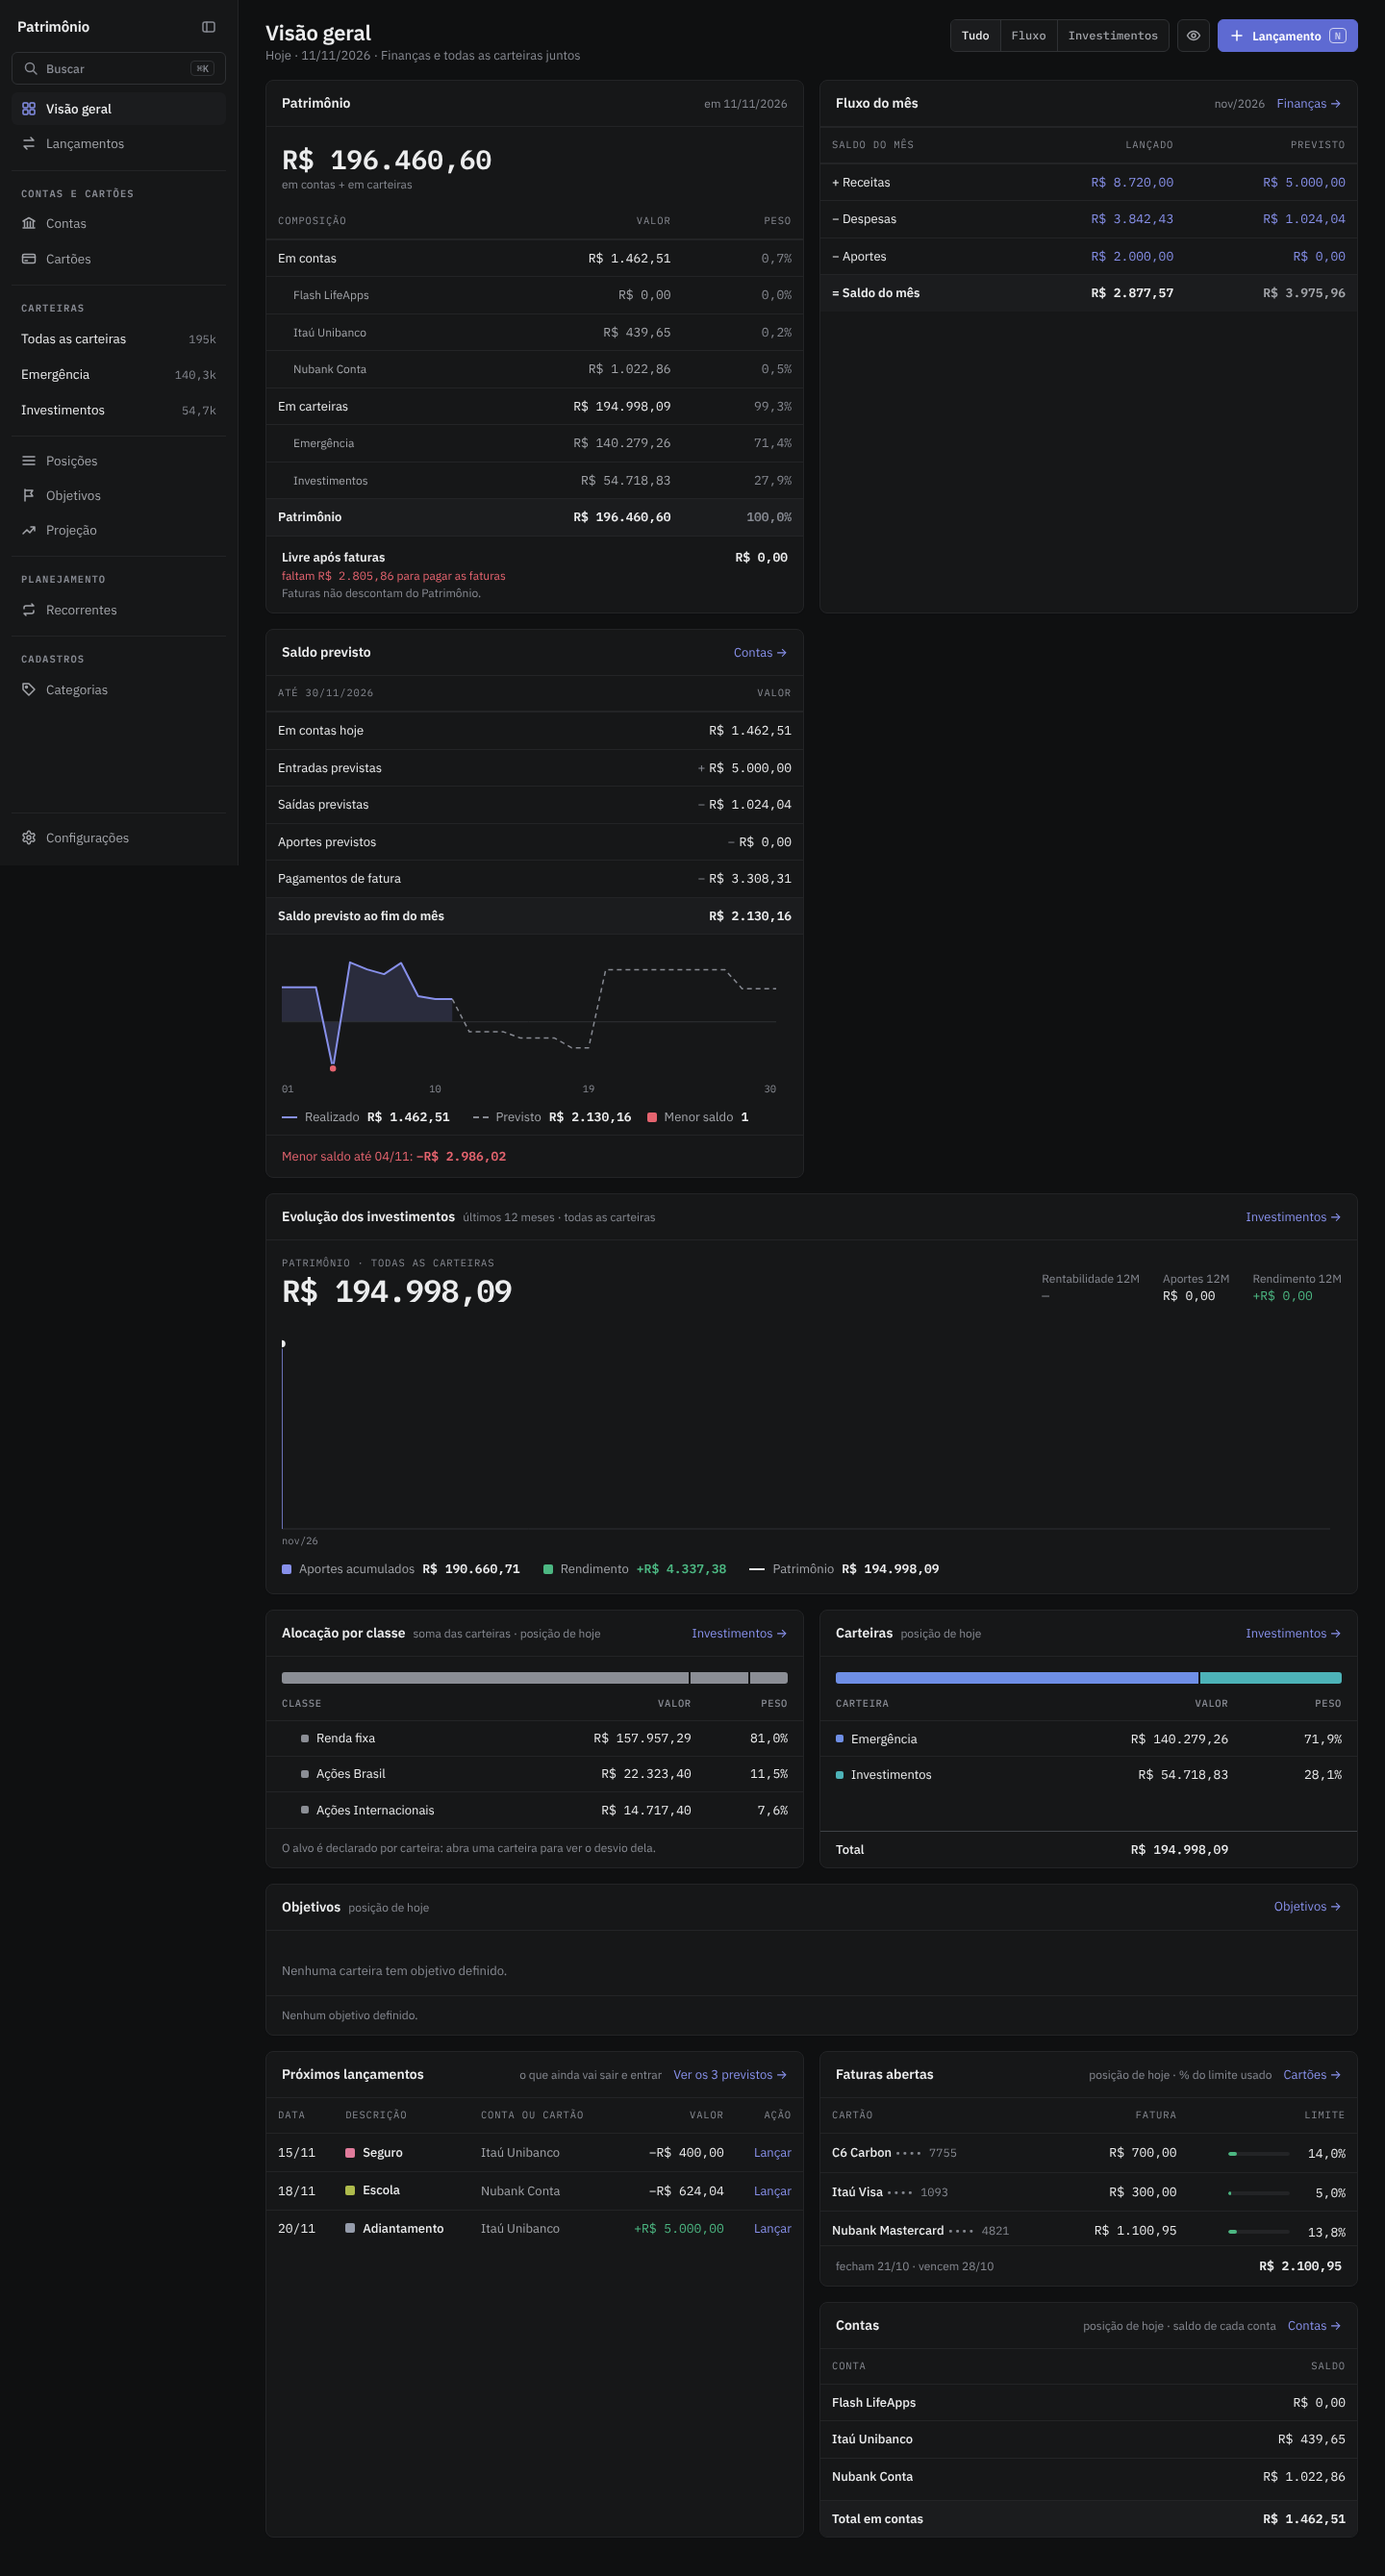 Patrimônio
Buscar ⌘K
Visão geral
Lançamentos
CONTAS E CARTÕES
Contas
Cartões
CARTEIRAS
Todas as carteiras 195k
Emergência 140,3k
Investimentos 54,7k
Posições
Objetivos
Projeção
PLANEJAMENTO
Recorrentes
CADASTROS
Categorias
Configurações
Visão geral
Hoje · 11/11/2026 · Finanças e todas as carteiras juntos
Tudo Fluxo Investimentos
+ Lançamento N
Patrimônio em 11/11/2026
R$ 196.460,60
em contas + em carteiras
COMPOSIÇÃO VALOR PESO
Em contas R$ 1.462,51 0,7%
Flash LifeApps R$ 0,00 0,0%
Itaú Unibanco R$ 439,65 0,2%
Nubank Conta R$ 1.022,86 0,5%
Em carteiras R$ 194.998,09 99,3%
Emergência R$ 140.279,26 71,4%
Investimentos R$ 54.718,83 27,9%
Patrimônio R$ 196.460,60 100,0%
Livre após faturas R$ 0,00
faltam R$ 2.805,86 para pagar as faturas
Faturas não descontam do Patrimônio.
Fluxo do mês nov/2026 Finanças →
SALDO DO MÊS LANÇADO PREVISTO
+ Receitas R$ 8.720,00 R$ 5.000,00
− Despesas R$ 3.842,43 R$ 1.024,04
− Aportes R$ 2.000,00 R$ 0,00
= Saldo do mês R$ 2.877,57 R$ 3.975,96
Saldo previsto Contas →
ATÉ 30/11/2026 VALOR
Em contas hoje R$ 1.462,51
Entradas previstas + R$ 5.000,00
Saídas previstas − R$ 1.024,04
Aportes previstos − R$ 0,00
Pagamentos de fatura − R$ 3.308,31
Saldo previsto ao fim do mês R$ 2.130,16
01 10 19 30
Realizado R$ 1.462,51 Previsto R$ 2.130,16 Menor saldo 1
Menor saldo até 04/11: −R$ 2.986,02
Evolução dos investimentos últimos 12 meses · todas as carteiras Investimentos →
PATRIMÔNIO · TODAS AS CARTEIRAS
R$ 194.998,09
Rentabilidade 12M Aportes 12M Rendimento 12M
— R$ 0,00 +R$ 0,00
nov/26
Aportes acumulados R$ 190.660,71 Rendimento +R$ 4.337,38 Patrimônio R$ 194.998,09
Alocação por classe soma das carteiras · posição de hoje Investimentos →
CLASSE VALOR PESO
Renda fixa R$ 157.957,29 81,0%
Ações Brasil R$ 22.323,40 11,5%
Ações Internacionais R$ 14.717,40 7,6%
O alvo é declarado por carteira: abra uma carteira para ver o desvio dela.
Carteiras posição de hoje Investimentos →
CARTEIRA VALOR PESO
Emergência R$ 140.279,26 71,9%
Investimentos R$ 54.718,83 28,1%
Total R$ 194.998,09
Objetivos posição de hoje Objetivos →
Nenhuma carteira tem objetivo definido.
Nenhum objetivo definido.
Próximos lançamentos o que ainda vai sair e entrar Ver os 3 previstos →
DATA DESCRIÇÃO CONTA OU CARTÃO VALOR AÇÃO
15/11 Seguro Itaú Unibanco −R$ 400,00 Lançar
18/11 Escola Nubank Conta −R$ 624,04 Lançar
20/11 Adiantamento Itaú Unibanco +R$ 5.000,00 Lançar
Faturas abertas posição de hoje · % do limite usado Cartões →
CARTÃO FATURA LIMITE
C6 Carbon •••• 7755 R$ 700,00 14,0%
Itaú Visa •••• 1093 R$ 300,00 5,0%
Nubank Mastercard •••• 4821 R$ 1.100,95 13,8%
fecham 21/10 · vencem 28/10 R$ 2.100,95
Contas posição de hoje · saldo de cada conta Contas →
CONTA SALDO
Flash LifeApps R$ 0,00
Itaú Unibanco R$ 439,65
Nubank Conta R$ 1.022,86
Total em contas R$ 1.462,51